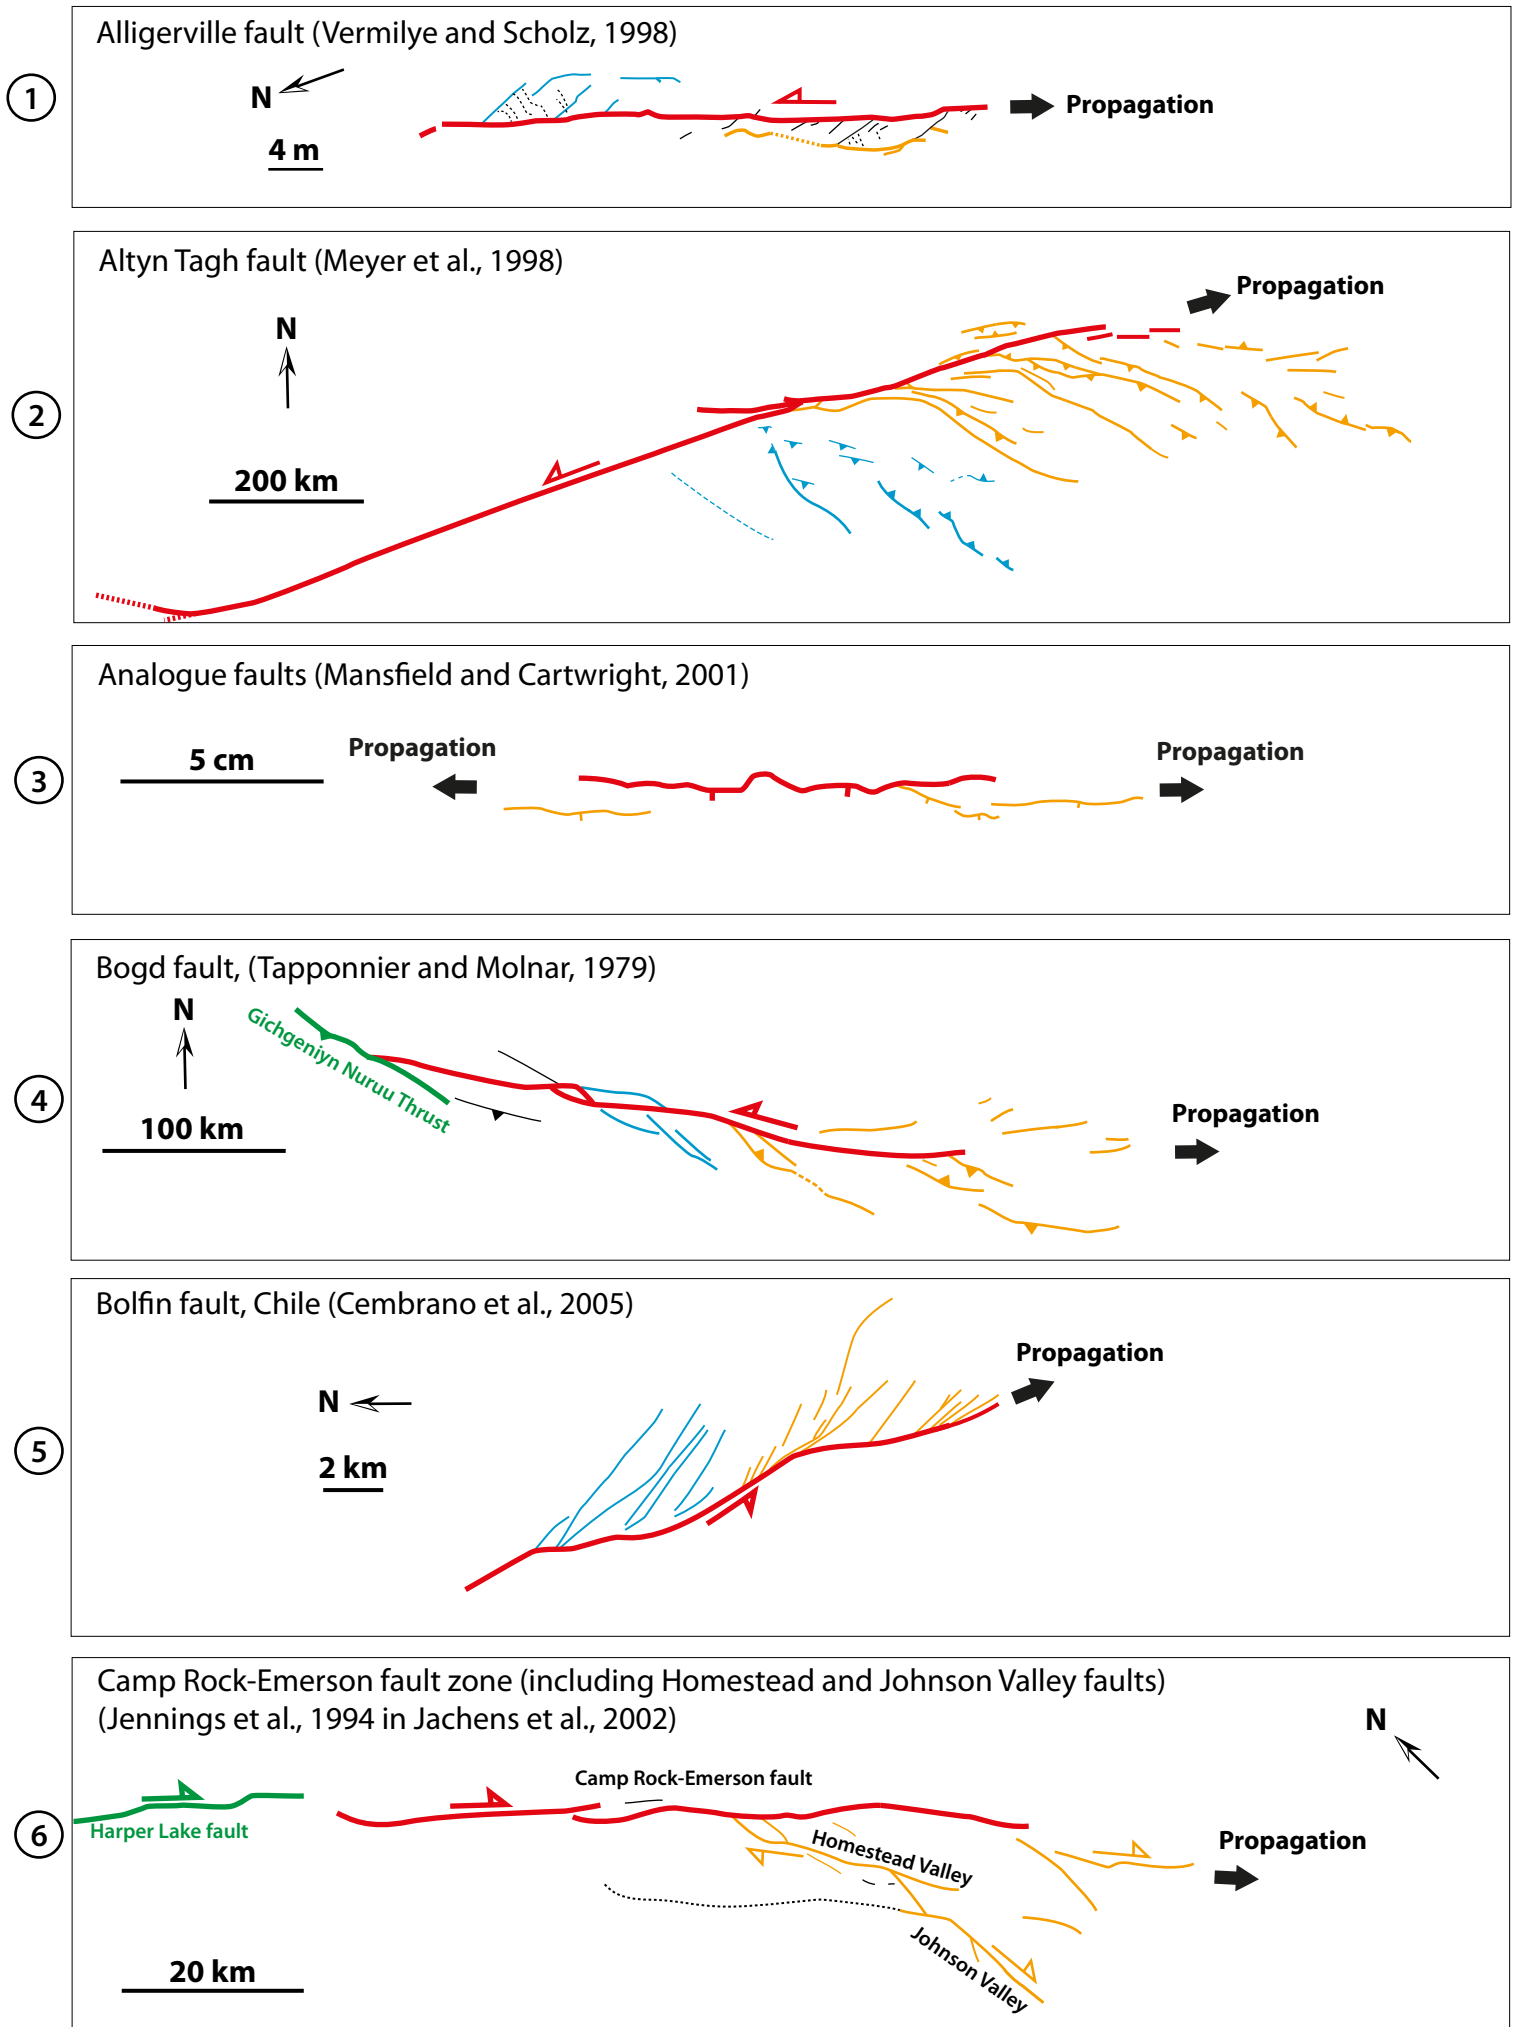 1
Alligerville fault (Vermilye and Scholz, 1998)
N
4 m
Propagation
2
Altyn Tagh fault (Meyer et al., 1998)
N
200 km
Propagation
3
Analogue faults (Mansfield and Cartwright, 2001)
5 cm
Propagation
Propagation
4
Bogd fault, (Tapponnier and Molnar, 1979)
N
Gichgeniyn Nuruu Thrust
100 km
Propagation
5
Bolfin fault, Chile (Cembrano et al., 2005)
N
2 km
Propagation
6
Camp Rock-Emerson fault zone (including Homestead and Johnson Valley faults)
(Jennings et al., 1994 in Jachens et al., 2002)
N
Camp Rock-Emerson fault
Harper Lake fault
Homestead Valley
Propagation
Johnson Valley
20 km